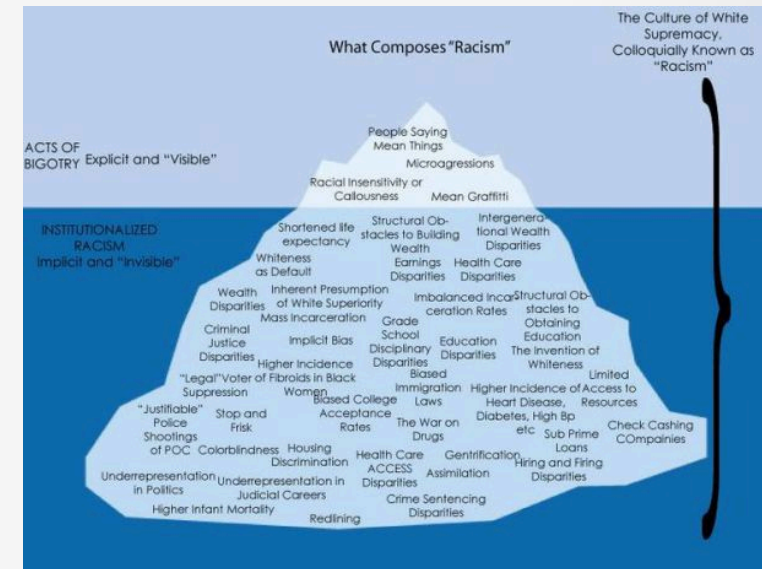 What Composes "Racism"
The Culture of White
Supremacy,
Colloquially Known as
"Racism"
ACTS OF
BIGOTRY Explicit and "Visible"
People Saying
Mean Things
Microagressions
Racial Insensitivity or
Callousness
Mean Graffitti
INSTITUTIONALIZED
RACISM
Implicit and "Invisible"
Shortened life
expectancy
Structural Ob-
stacles to Building
Wealth
Intergenera-
tional Wealth
Disparities
Whiteness
as Default
Earnings
Disparities
Health Care
Disparities
Wealth
Disparities
Inherent Presumption
of White Superiority
Imbalanced Incar-
ceration Rates
Structural Ob-
stacles to
Obtaining
Education
Mass Incarceration
Criminal
Justice
Disparities
Implicit Bias
Grade
School
Disciplinary
Disparities
Education
Disparities
The Invention of
Whiteness
Higher Incidence
of Fibroids in Black
Women
"Legal" Voter
Suppression
Biased
Immigration
Laws
Higher Incidence of
Heart Disease,
Diabetes, High Bp
etc
Limited
Access to
Resources
"Justifiable"
Police
Shootings
of POC
Stop and
Frisk
Biased College
Acceptance
Rates
The War on
Drugs
Sub Prime
Loans
Check Cashing
COmpainies
Colorblindness
Housing
Discrimination
Health Care
ACCESS
Disparities
Gentrification
Assimilation
Hiring and Firing
Disparities
Underrepresentation
in Politics
Underrepresentation in
Judicial Careers
Crime Sentencing
Disparities
Higher Infant Mortality
Redlining